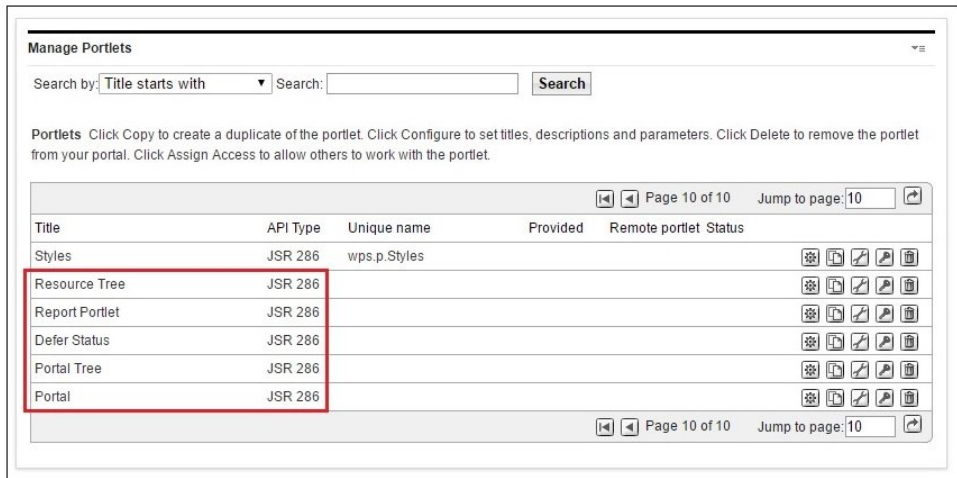 Manage Portlets
Search by: Title starts with Search: Search
Portlets Click Copy to create a duplicate of the portlet. Click Configure to set titles, descriptions and parameters. Click Delete to remove the portlet
from your portal. Click Assign Access to allow others to work with the portlet.
Page 10 of 10 Jump to page: 10
Title API Type Unique name Provided Remote portlet Status
Styles JSR 286 wps.p.Styles
Resource Tree JSR 286
Report Portlet JSR 286
Defer Status JSR 286
Portal Tree JSR 286
Portal JSR 286
Page 10 of 10 Jump to page: 10